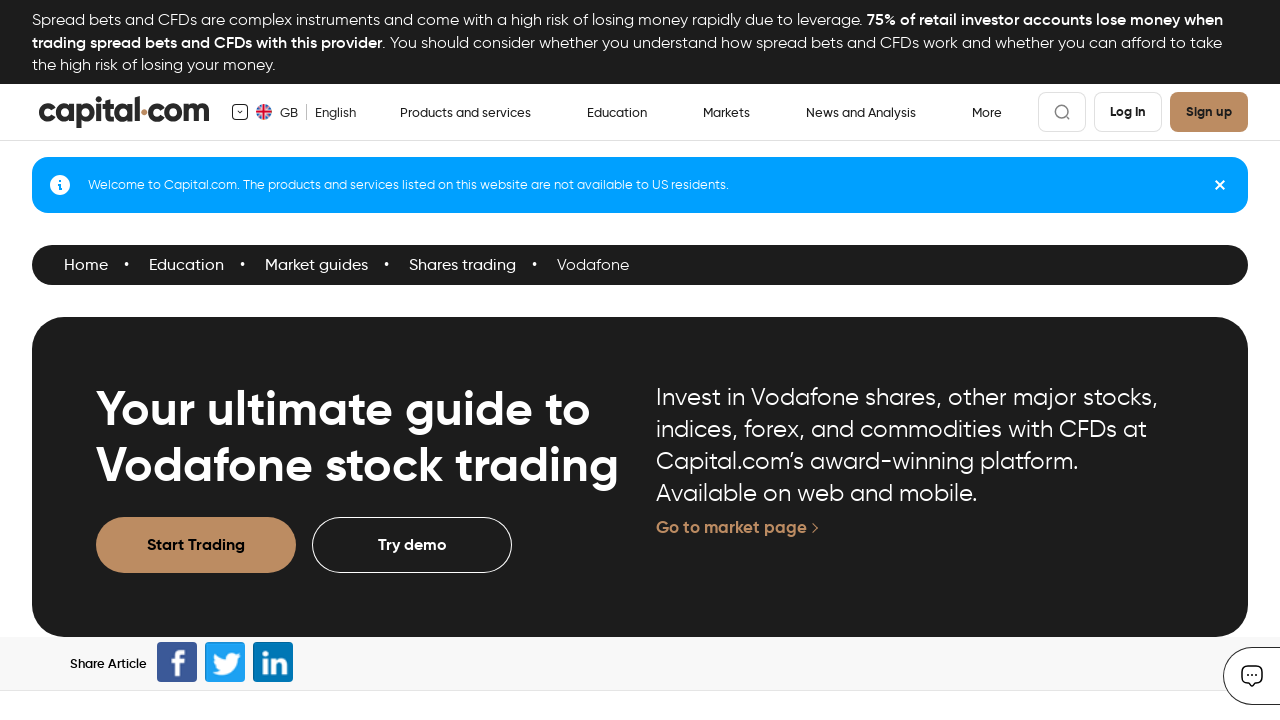 Spread bets and CFDs are complex instruments and come with a high risk of losing money rapidly due to leverage. 75% of retail investor accounts lose money when
trading spread bets and CFDs with this provider. You should consider whether you understand how spread bets and CFDs work and whether you can afford to take
the high risk of losing your money.
capital.com GB English Products and services Education Markets News and Analysis More Log In Sign up
Welcome to Capital.com. The products and services listed on this website are not available to US residents.
Home • Education • Market guides • Shares trading • Vodafone
Your ultimate guide to
Vodafone stock trading
Start Trading Try demo
Invest in Vodafone shares, other major stocks,
indices, forex, and commodities with CFDs at
Capital.com’s award-winning platform.
Available on web and mobile.
Go to market page
Share Article